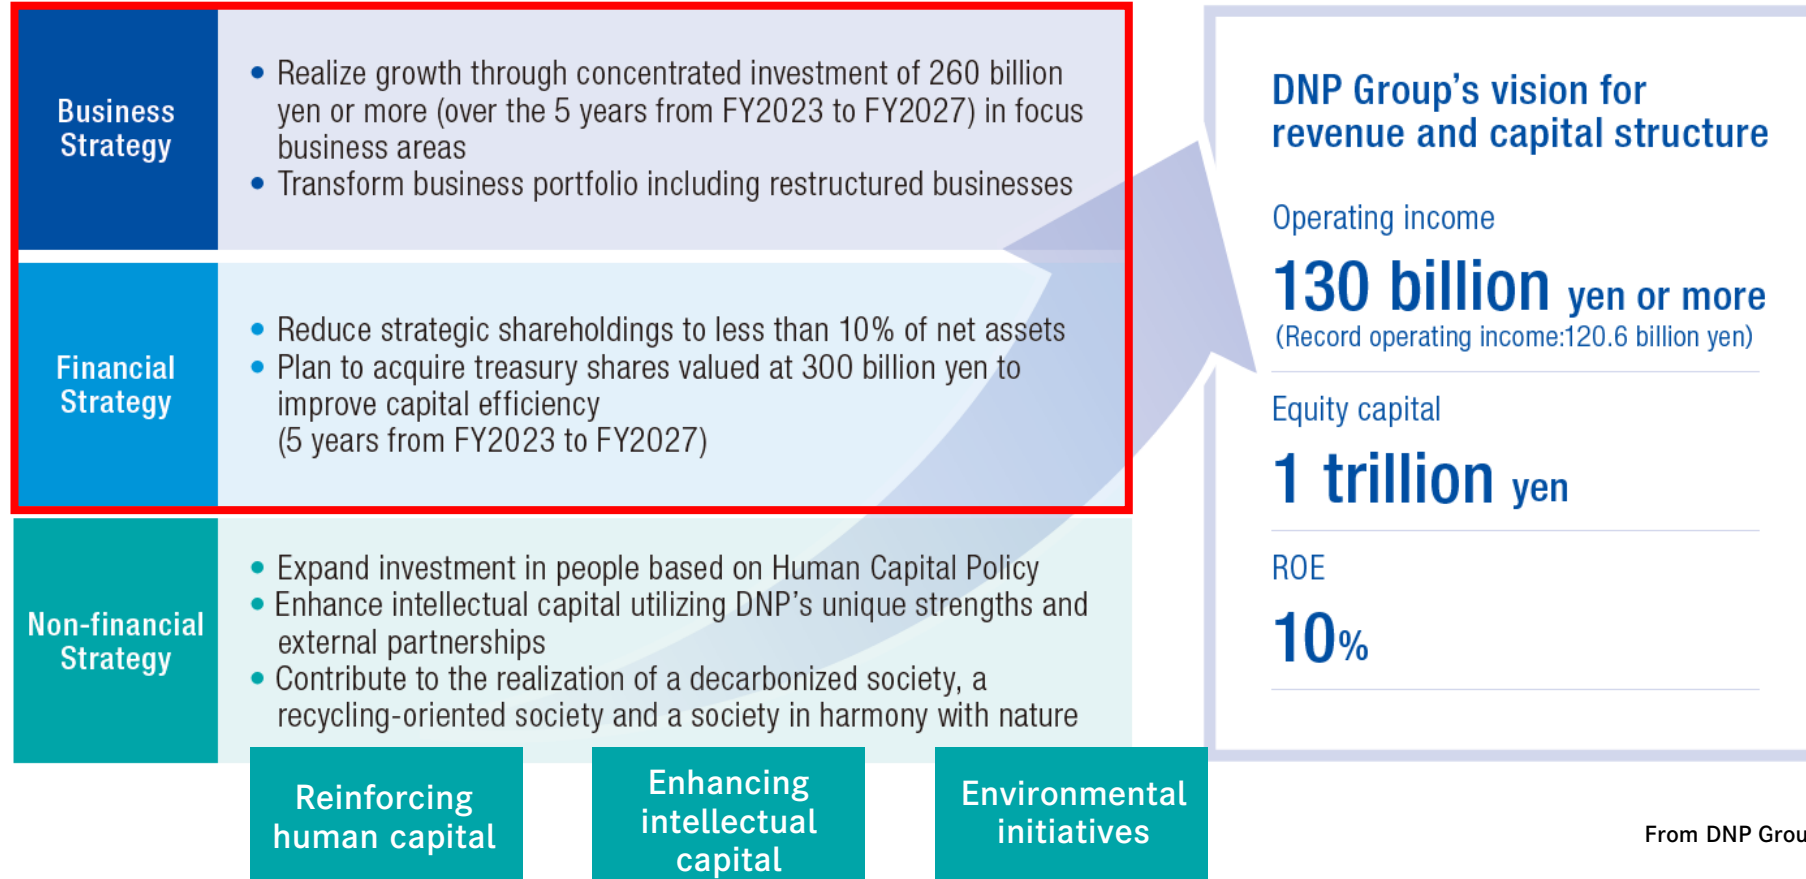 Business
Strategy
• Realize growth through concentrated investment of 260 billion
yen or more (over the 5 years from FY2023 to FY2027) in focus
business areas
• Transform business portfolio including restructured businesses
Financial
Strategy
• Reduce strategic shareholdings to less than 10% of net assets
• Plan to acquire treasury shares valued at 300 billion yen to
improve capital efficiency
(5 years from FY2023 to FY2027)
Non-financial
Strategy
• Expand investment in people based on Human Capital Policy
• Enhance intellectual capital utilizing DNP's unique strengths and
external partnerships
• Contribute to the realization of a decarbonized society, a
recycling-oriented society and a society in harmony with nature
Reinforcing
human capital
Enhancing
intellectual
capital
Environmental
initiatives
DNP Group's vision for
revenue and capital structure
Operating income
130 billion yen or more
(Record operating income:120.6 billion yen)
Equity capital
1 trillion yen
ROE
10%
From DNP Grou